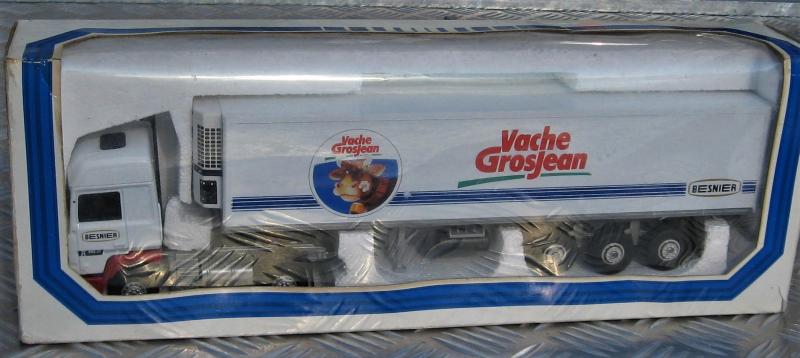 Vache
Grosjean
Vache
GrosJean
BESNIER
BESNIER